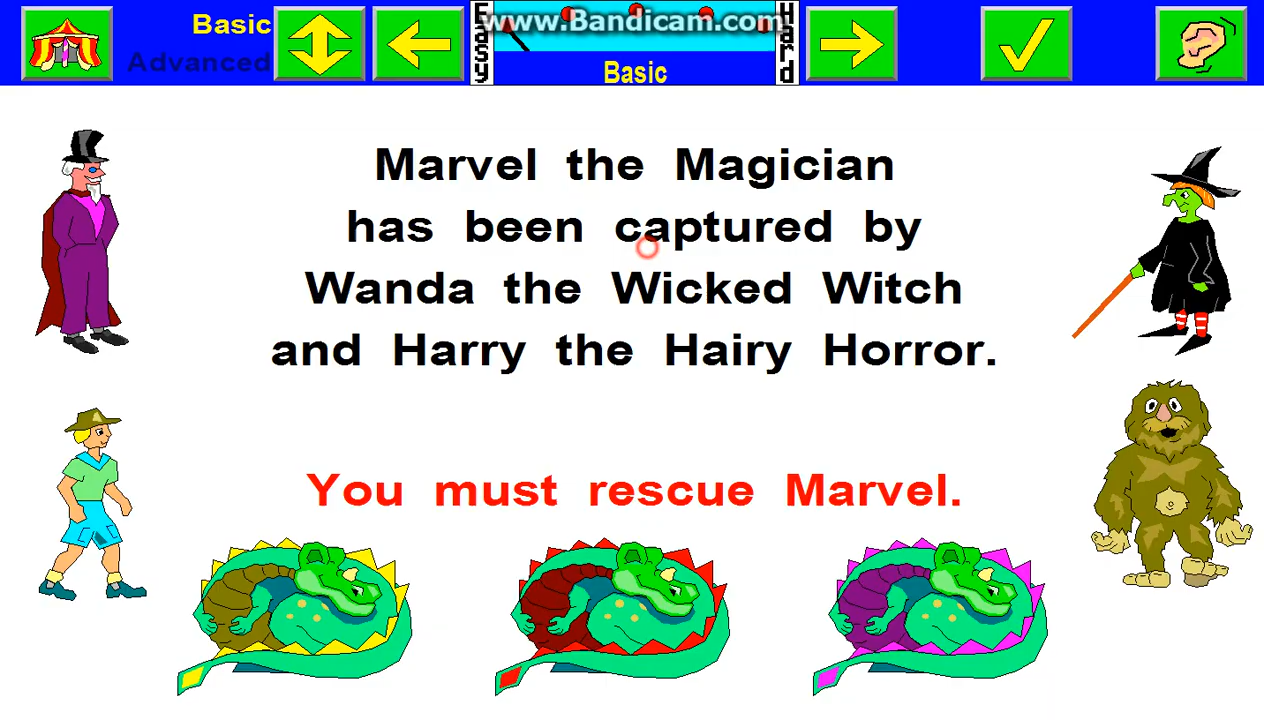 www.Bandicam.com
Basic
Advanced
Easy
Hard
Basic
Marvel the Magician
has been captured by
Wanda the Wicked Witch
and Harry the Hairy Horror.
You must rescue Marvel.